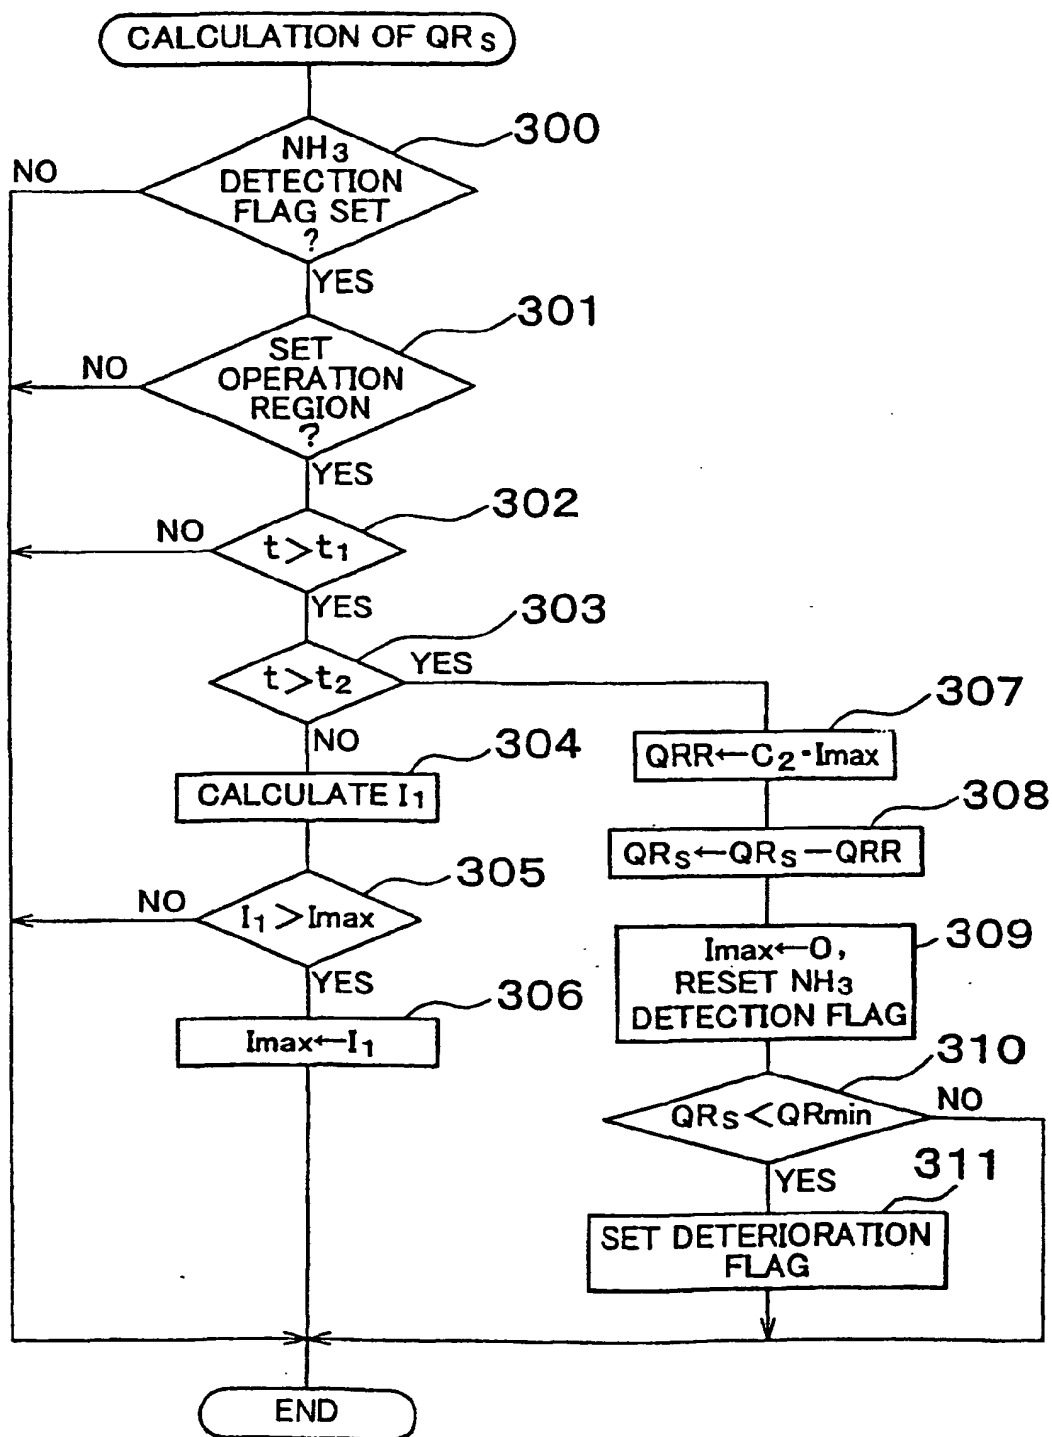 CALCULATION OF QRS
300
NH3
DETECTION
FLAG SET
?
NO
YES
301
SET
OPERATION
REGION
?
NO
YES
302
t>t1
NO
YES
303
t>t2
YES
NO
304
CALCULATE I1
305
I1>Imax
NO
YES
306
Imax←I1
307
QRR←C2·Imax
308
QRS←QRS—QRR
309
Imax←0,
RESET NH3
DETECTION FLAG
310
QRS<QRmin
NO
YES
311
SET DETERIORATION
FLAG
END